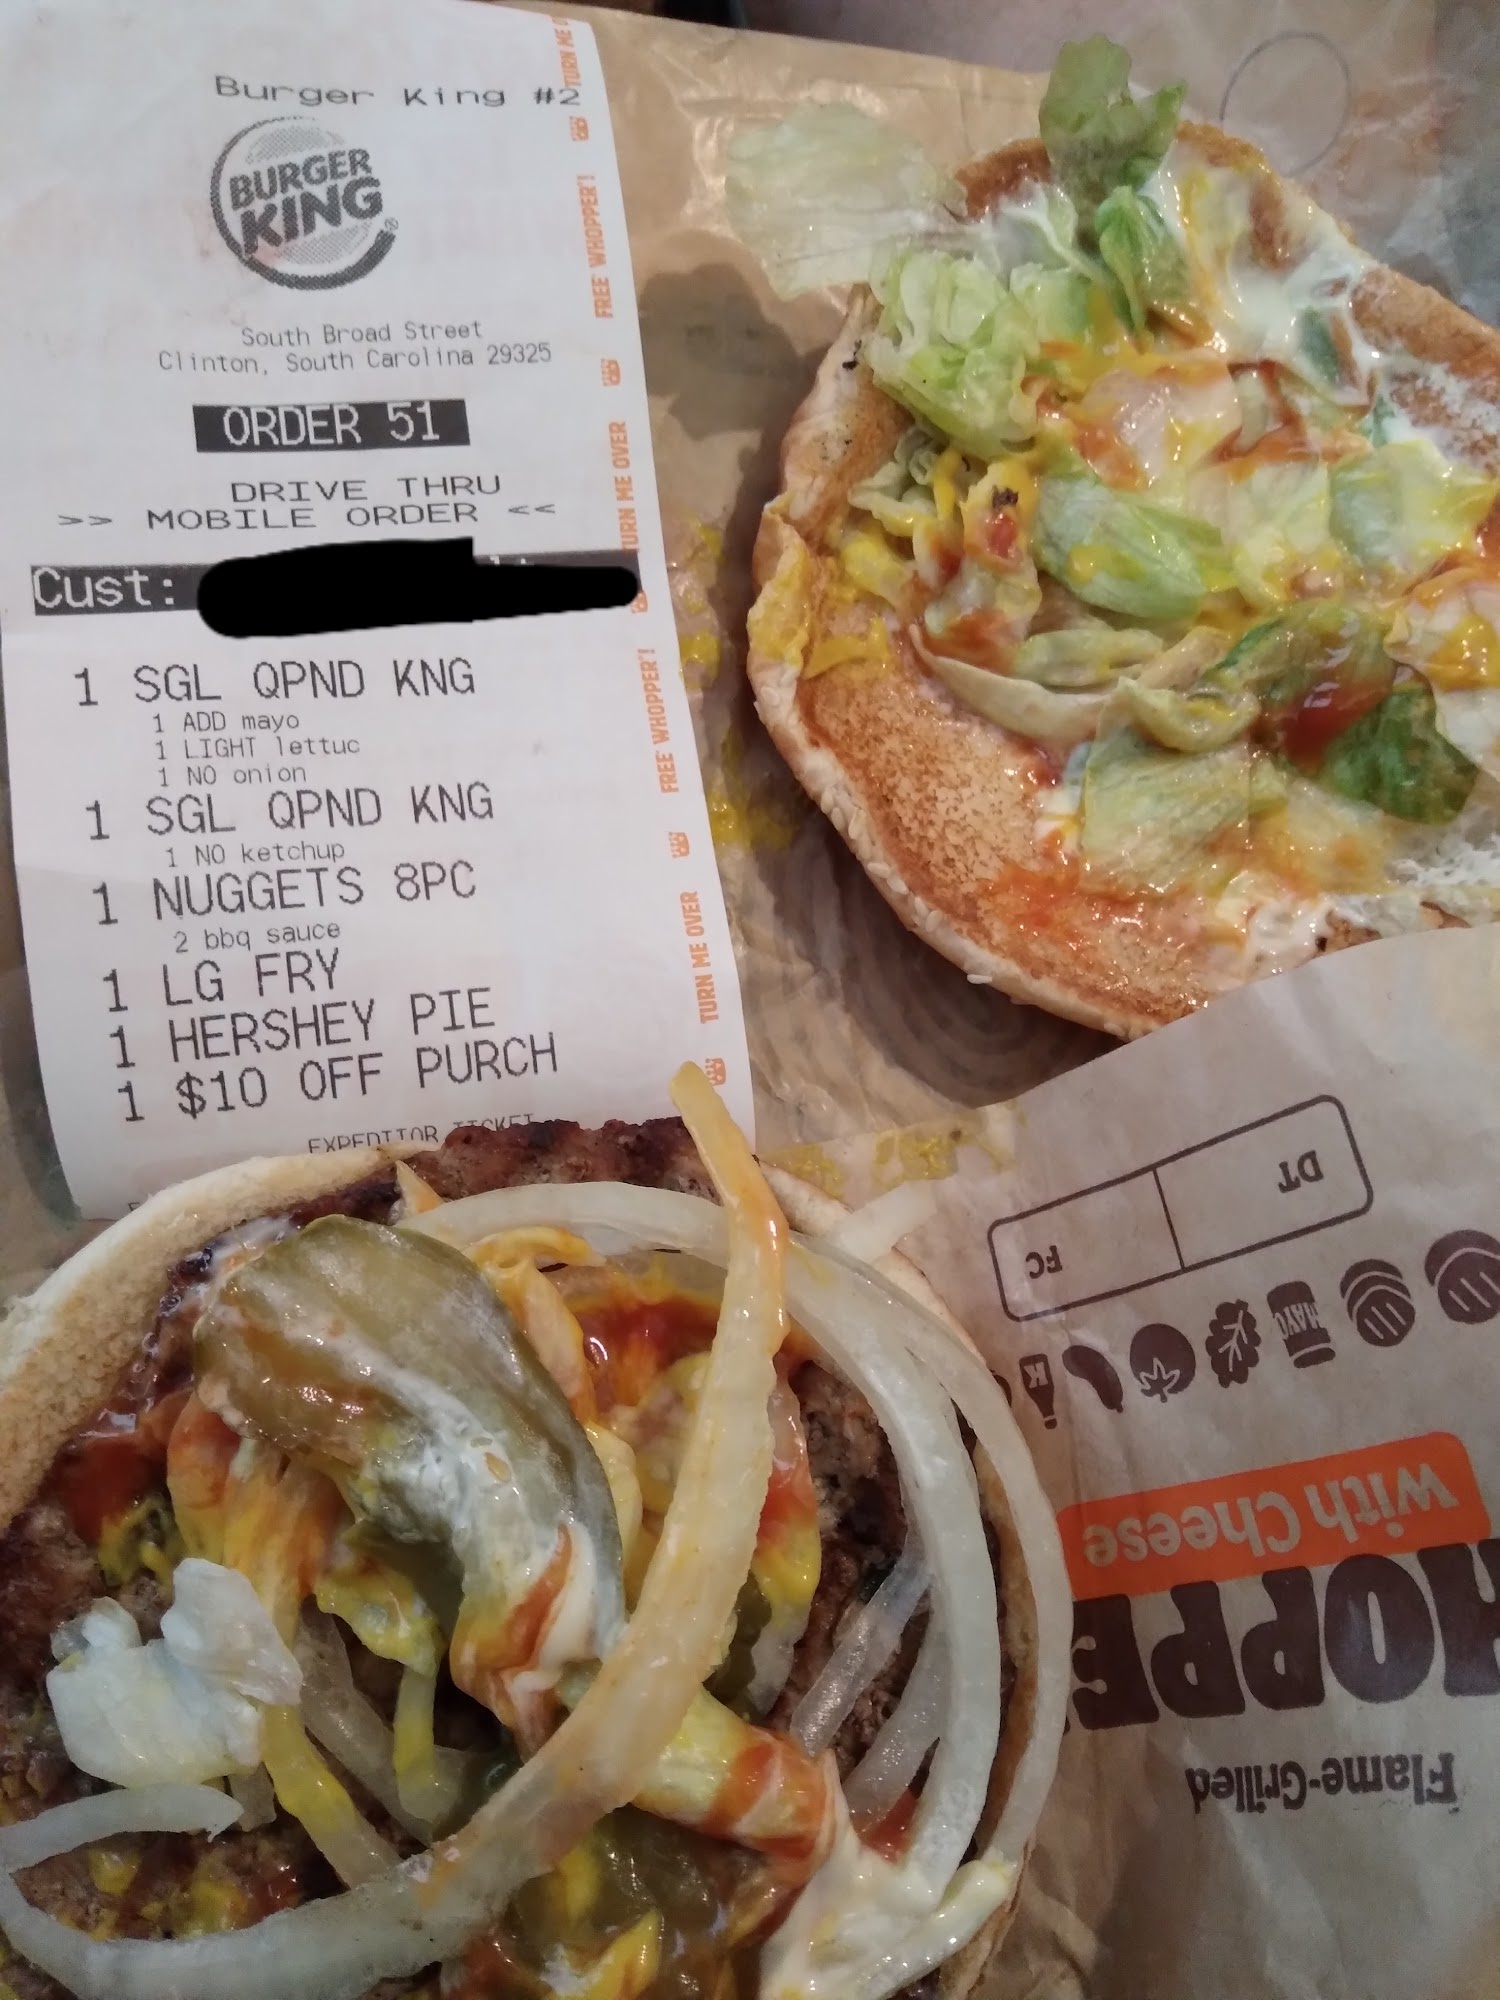 Burger King #2
BURGER
KING®
South Broad Street
Clinton, South Carolina 29325
ORDER 51
DRIVE THRU
>> MOBILE ORDER <<
Cust:
1 SGL QPND KNG
1 ADD mayo
1 LIGHT lettuc
1 NO onion
1 SGL QPND KNG
1 NO ketchup
1 NUGGETS 8PC
2 bbq sauce
1 LG FRY
1 HERSHEY PIE
1 $10 OFF PURCH
EXPEDITOR TICKET
TURN ME O
FREE WHOPPER!
TURN ME OVER
FREE WHOPPER!
TURN ME OVER
DT
FC
MAYO
K
with Cheese
HOPPE
Flame-Grilled